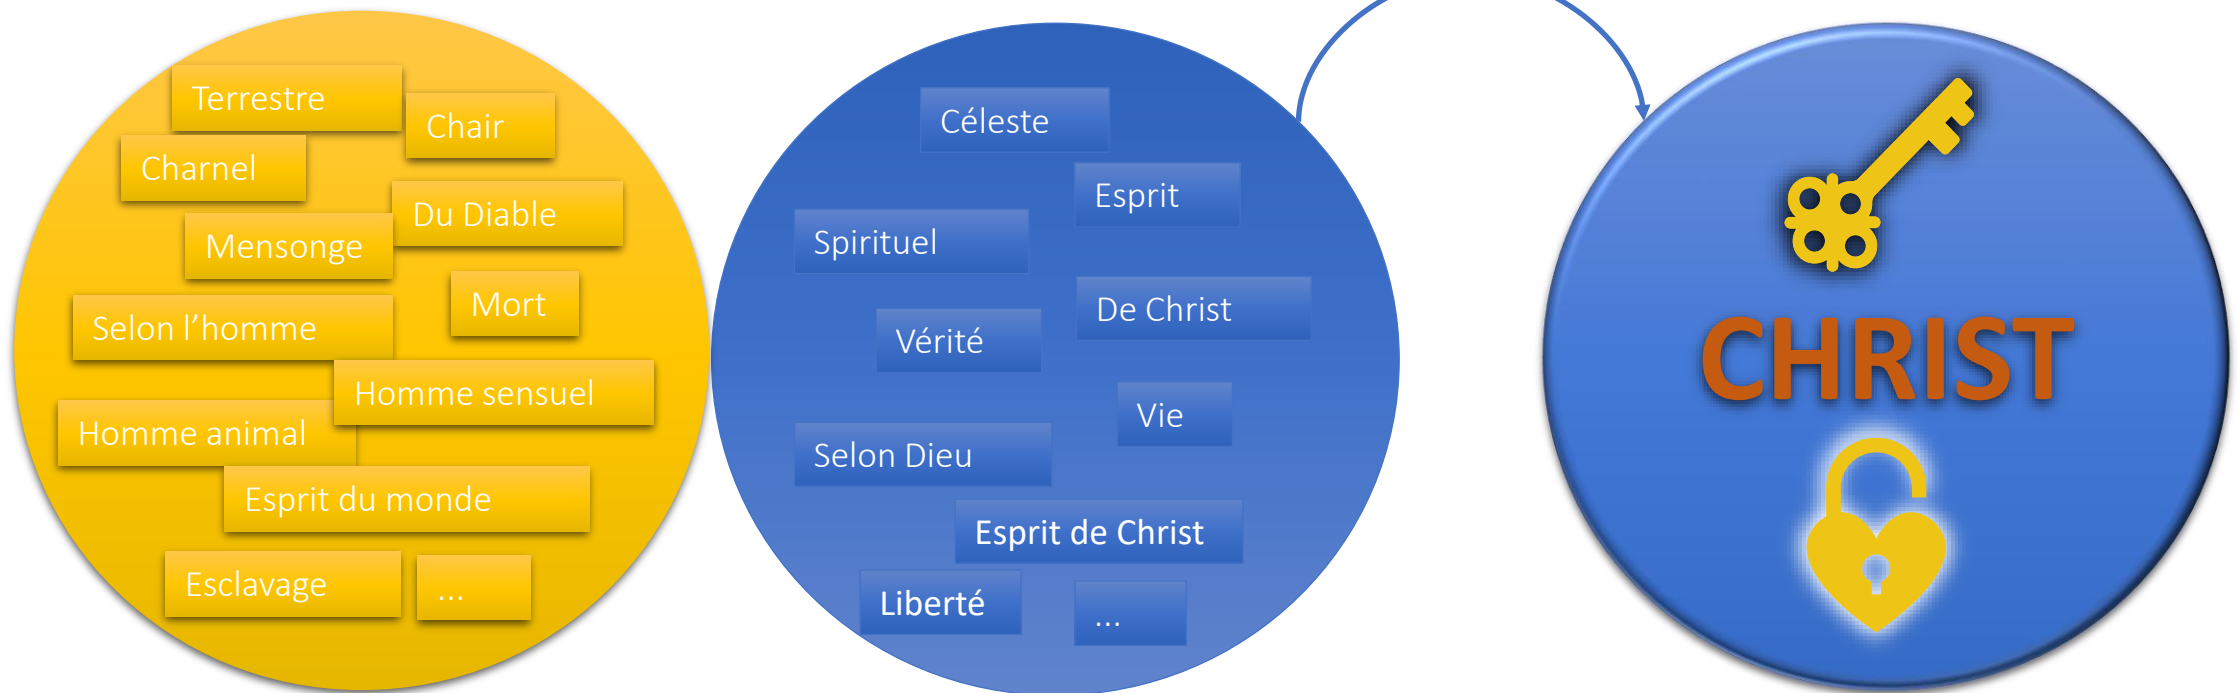 Terrestre
Chair
Charnel
Du Diable
Mensonge
Mort
Selon l’homme
Homme sensuel
Homme animal
Esprit du monde
Esclavage
...
Céleste
Esprit
Spirituel
De Christ
Vérité
Vie
Selon Dieu
Esprit de Christ
Liberté
...
CHRIST